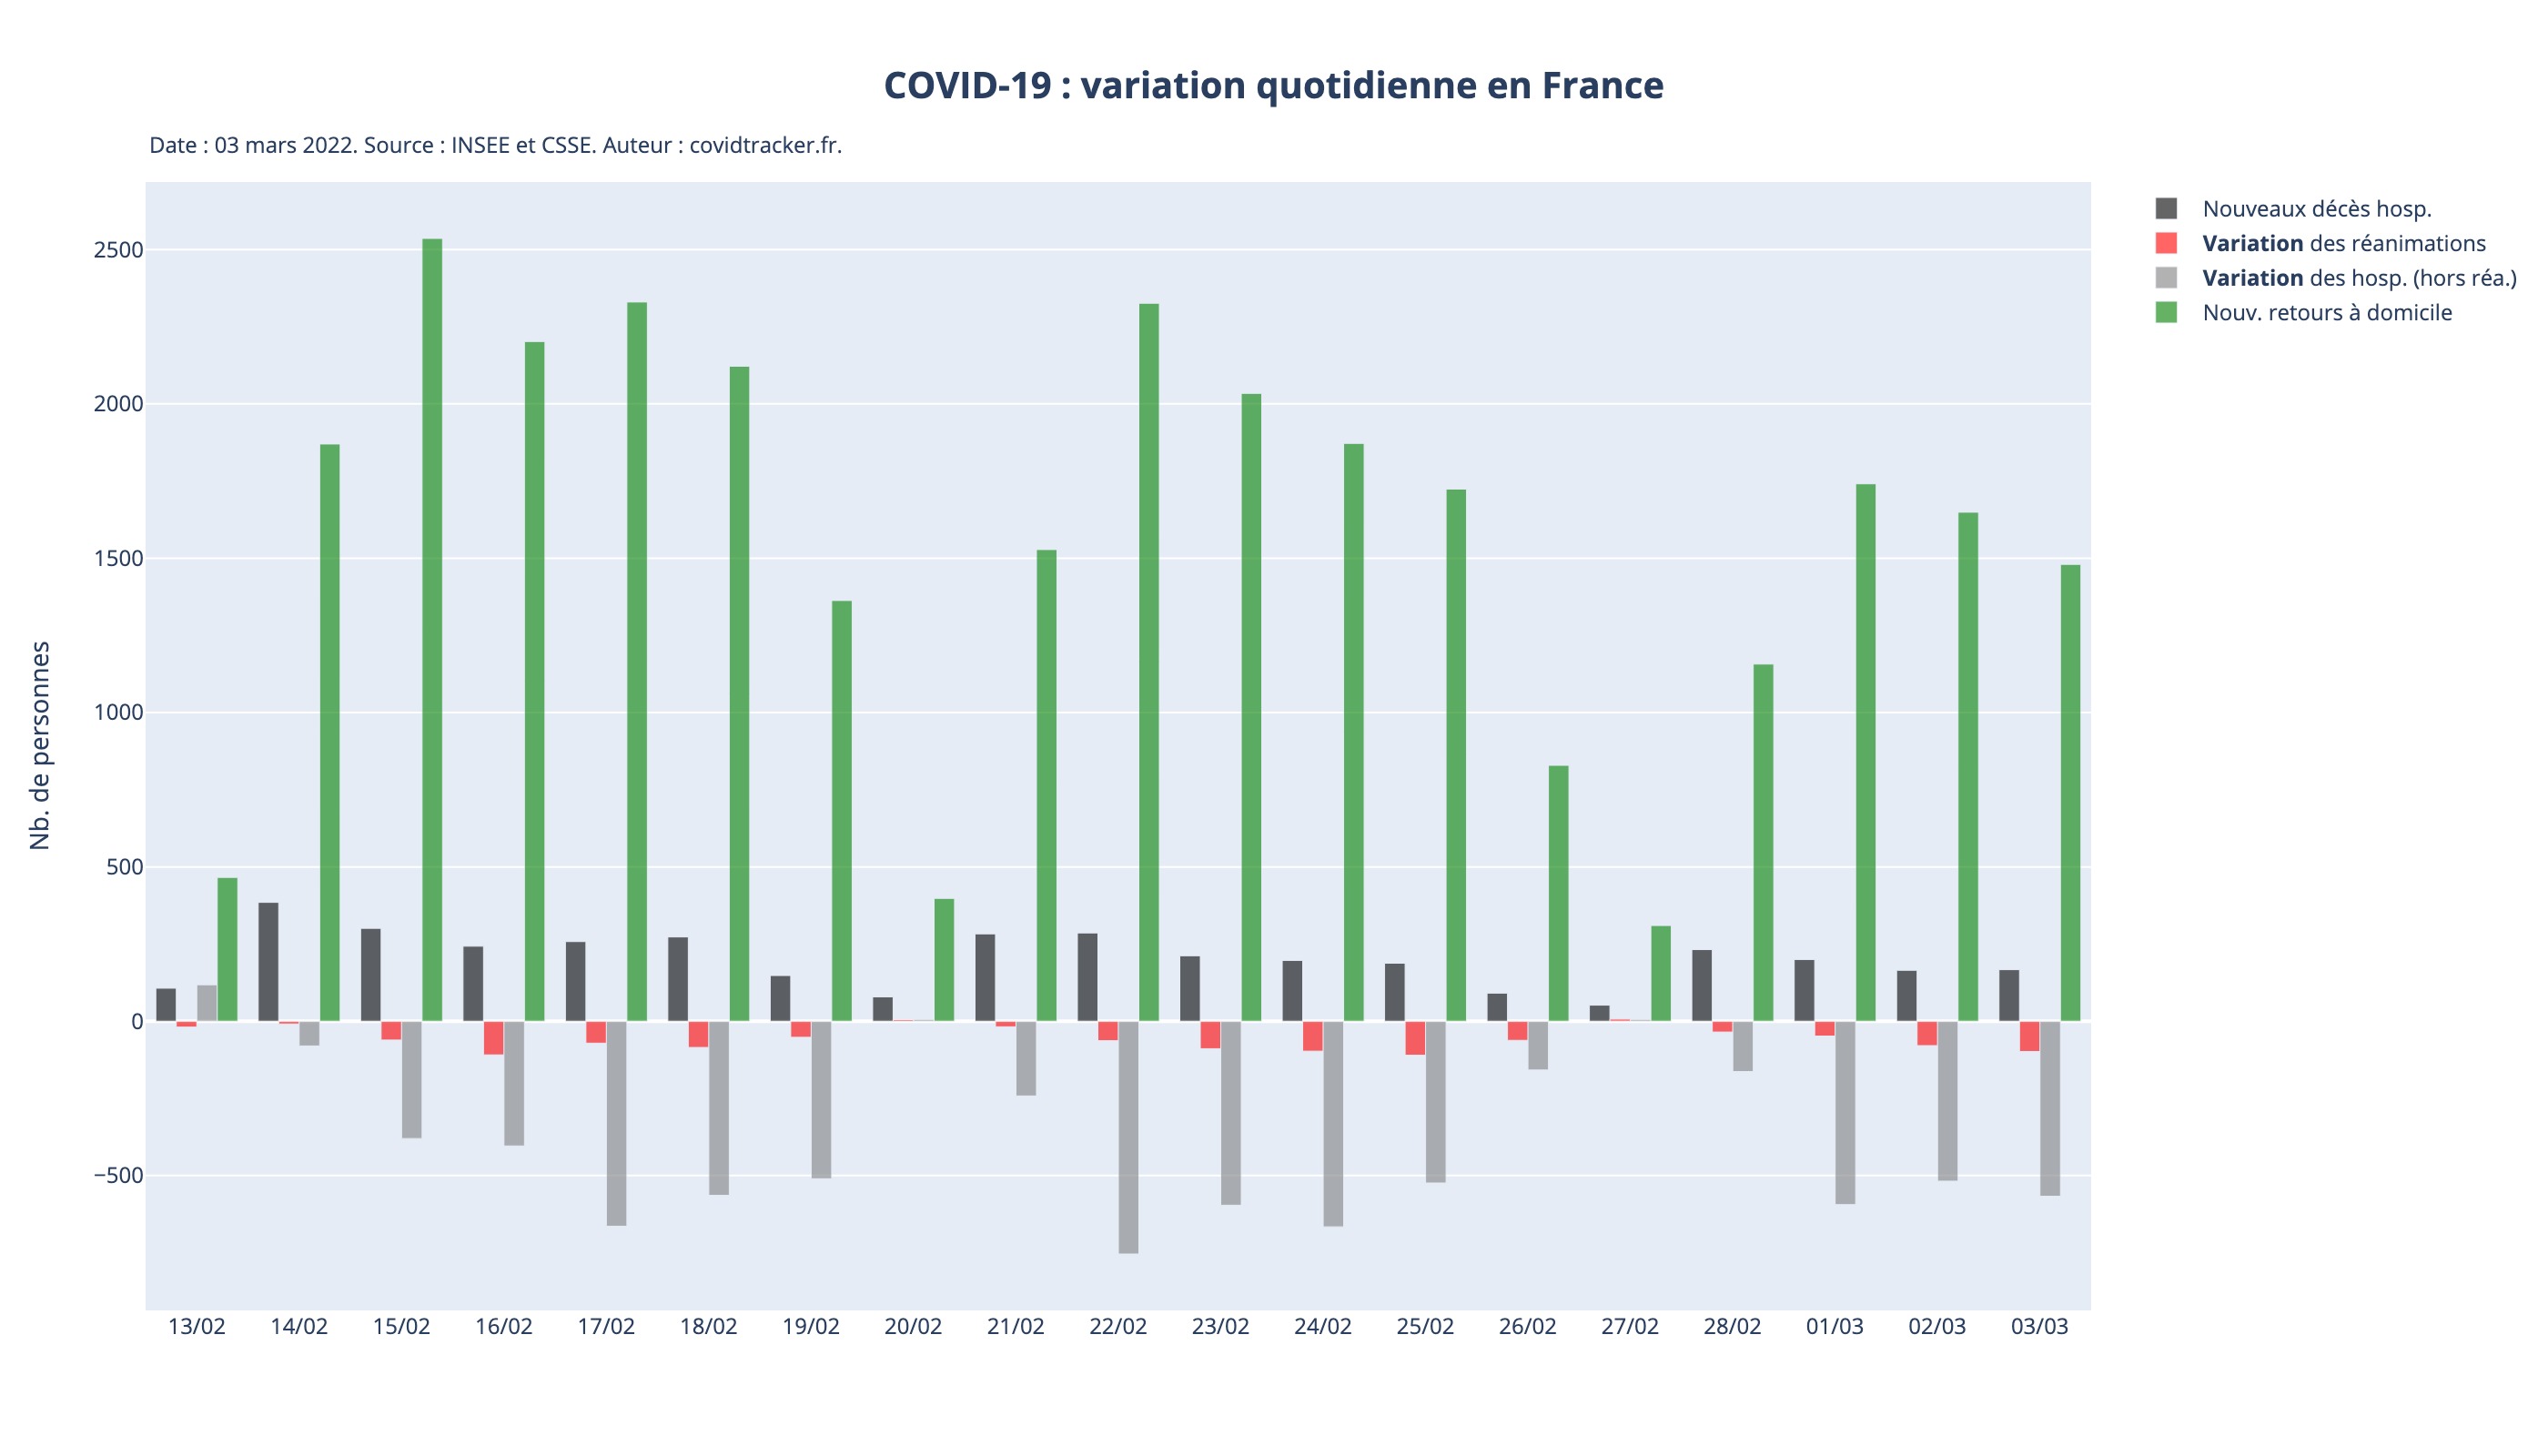 COVID-19 : variation quotidienne en France
Date : 03 mars 2022. Source : INSEE et CSSE. Auteur : covidtracker.fr.
Nouveaux décès hosp.
Variation des réanimations
Variation des hosp. (hors réa.)
Nouv. retours à domicile
Nb. de personnes
2500
2000
1500
1000
500
0
−500
13/02 14/02 15/02 16/02 17/02 18/02 19/02 20/02 21/02 22/02 23/02 24/02 25/02 26/02 27/02 28/02 01/03 02/03 03/03